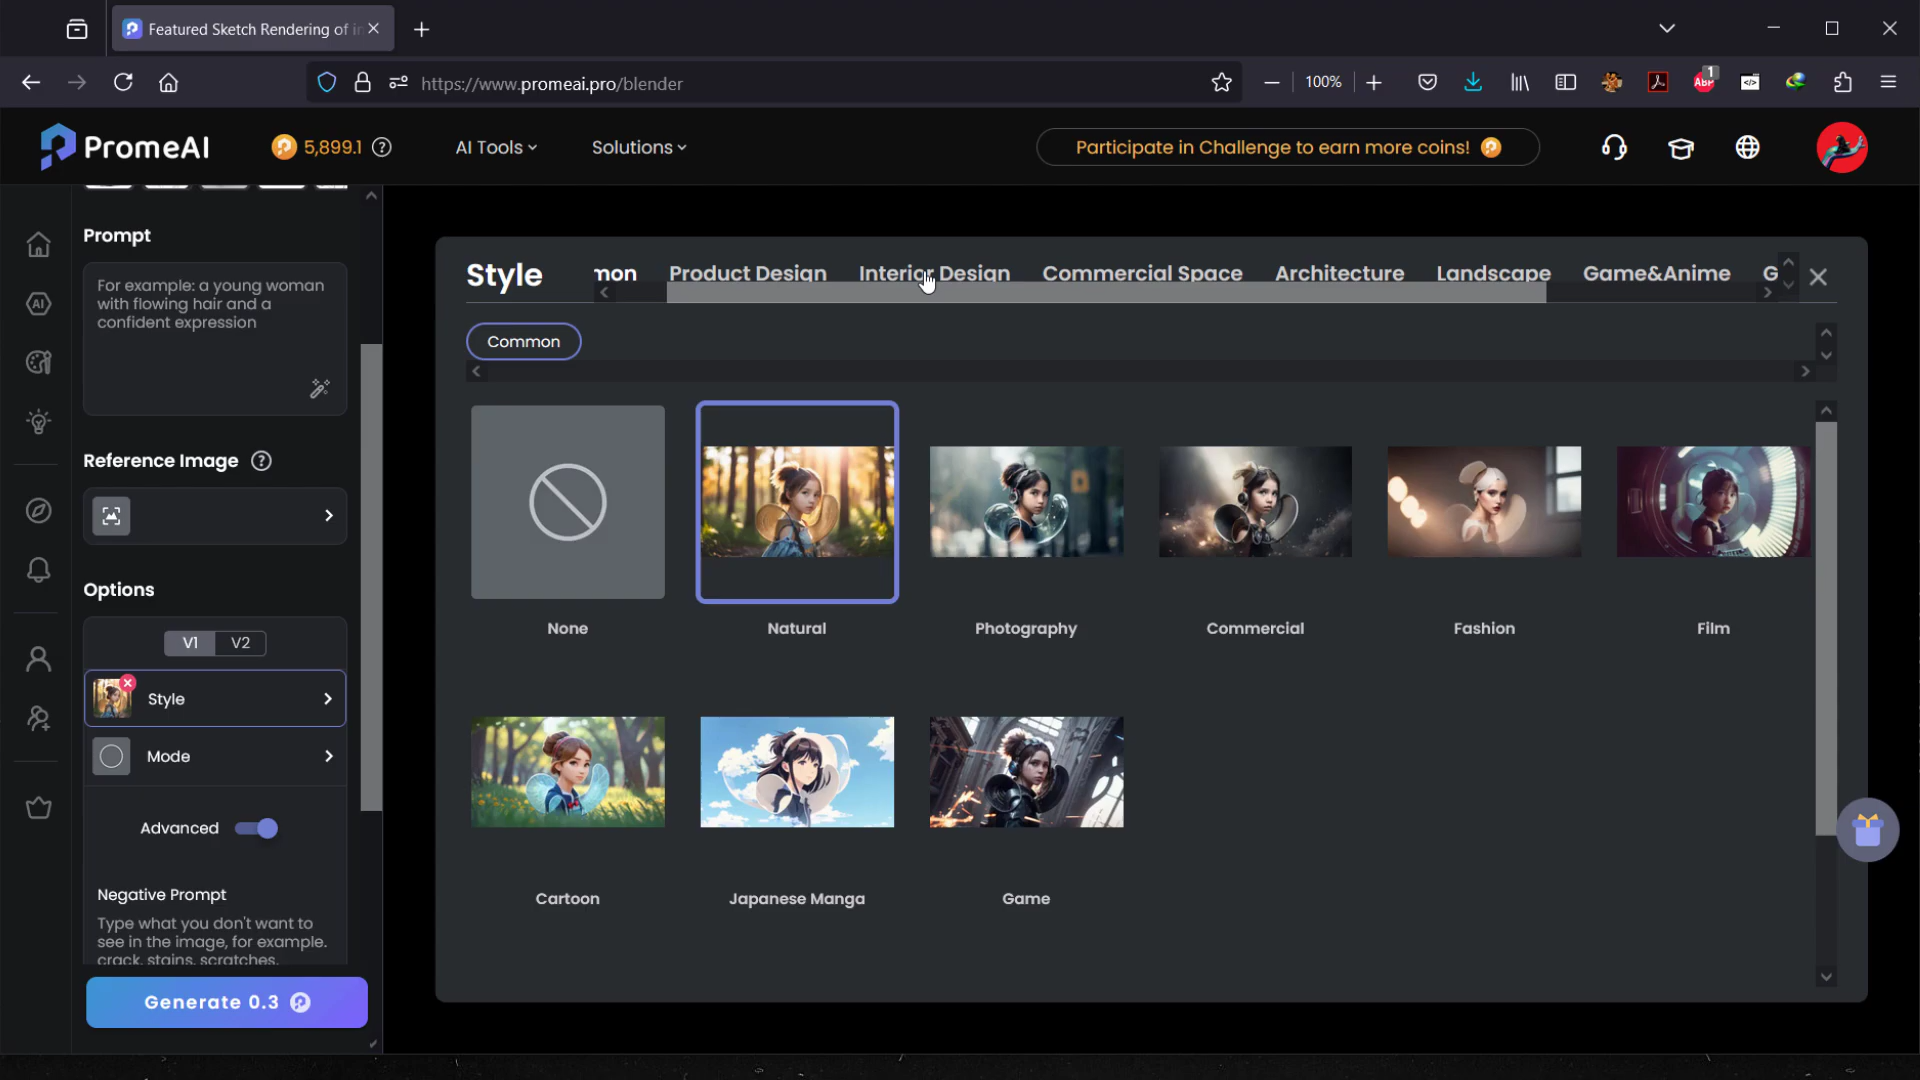 Featured Sketch Rendering of in
https://www.promeai.pro/blender
100%
ABP
1
PromeAI
5,899.1
AI Tools
Solutions
Participate in Challenge to earn more coins!
Prompt
For example: a young woman
with flowing hair and a
confident expression
Reference Image
Options
V1
V2
Style
Mode
Advanced
Negative Prompt
Type what you don't want to
see in the image, for example.
crack, stains, scratches,
Generate 0.3
Style
mon
Product Design
Interior Design
Commercial Space
Architecture
Landscape
Game&Anime
G
Common
None
Natural
Photography
Commercial
Fashion
Film
Cartoon
Japanese Manga
Game